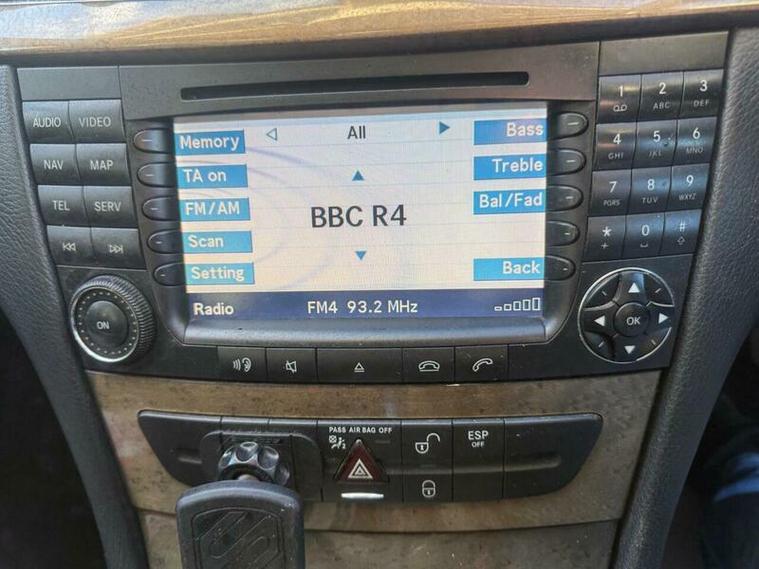 AUDIO VIDEO
NAV MAP
TEL SERV
ON
Memory
TA on
FM/AM
Scan
Setting
All
BBC R4
Bass
Treble
Bal/Fad
Back
Radio FM4 93.2 MHz
1 2 ABC 3 DEF
4 GHI 5 JKL 6 MNO
7 PQRS 8 TUV 9 WXYZ
* + 0 #
OK
PASS AIR BAG OFF
ESP
OFF